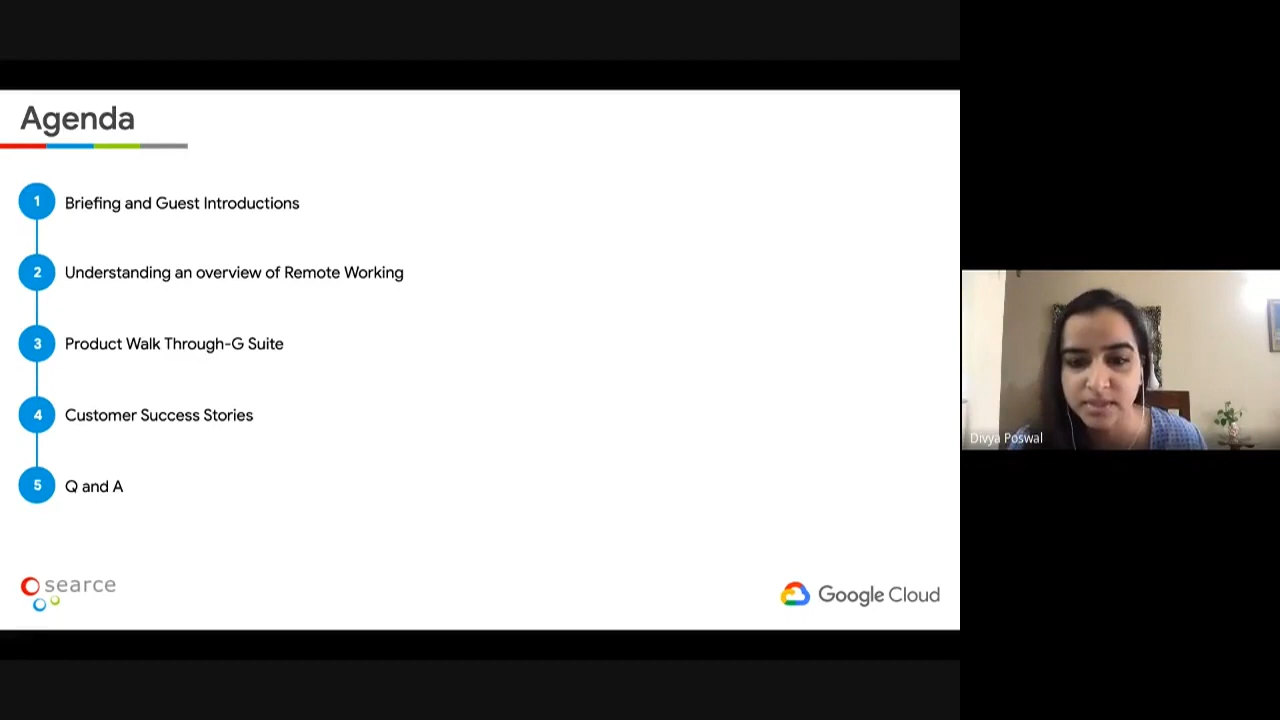 Agenda
1
Briefing and Guest Introductions
2
Understanding an overview of Remote Working
3
Product Walk Through-G Suite
4
Customer Success Stories
5
Q and A
searce
Google Cloud
Divya Poswal